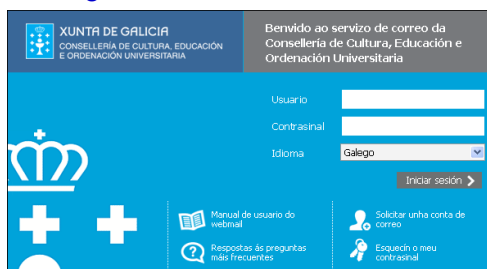 XUNTA DE GALICIA
CONSELLERÍA DE CULTURA, EDUCACIÓN
E ORDENACIÓN UNIVERSITARIA
Benvido ao servizo de correo da
Consellería de Cultura, Educación e
Ordenación Universitaria
Usuario
Contrasinal
Idioma
Galego
Iniciar sesión
Manual de usuario do
webmail
Solicitar unha conta de
correo
Respostas ás preguntas
máis frecuentes
Esquecín o meu
contrasinal